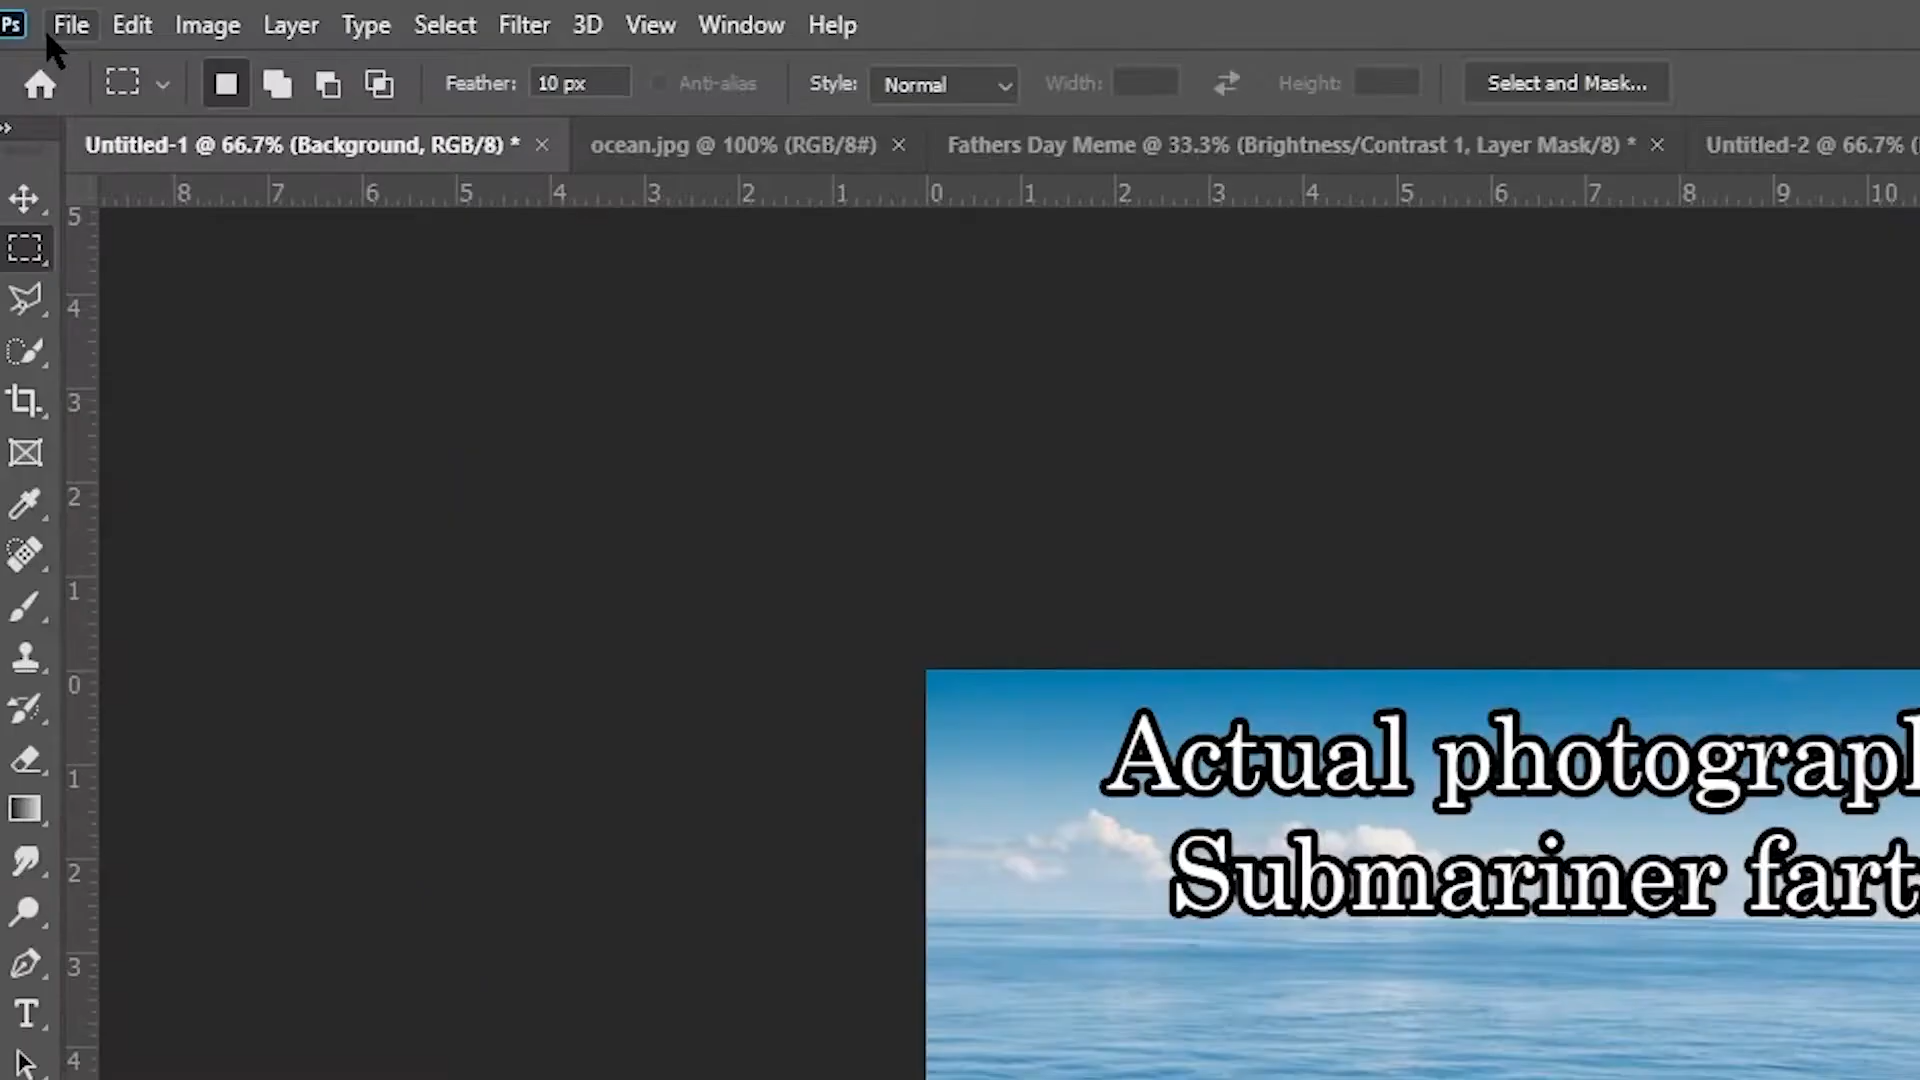 Ps File Edit Image Layer Type Select Filter 3D View Window Help
Feather: 10 px Anti-alias Style: Normal Width: Height: Select and Mask...
Untitled-1 @ 66.7% (Background, RGB/8) * × ocean.jpg @ 100% (RGB/8#) × Fathers Day Meme @ 33.3% (Brightness/Contrast 1, Layer Mask/8) * × Untitled-2 @ 66.7% (
8 7 6 5 4 3 2 1 0 1 2 3 4 5 6 7 8 9 10
5
4
3
2
1
0
1
2
3
4
Actual photograph
Submariner fart